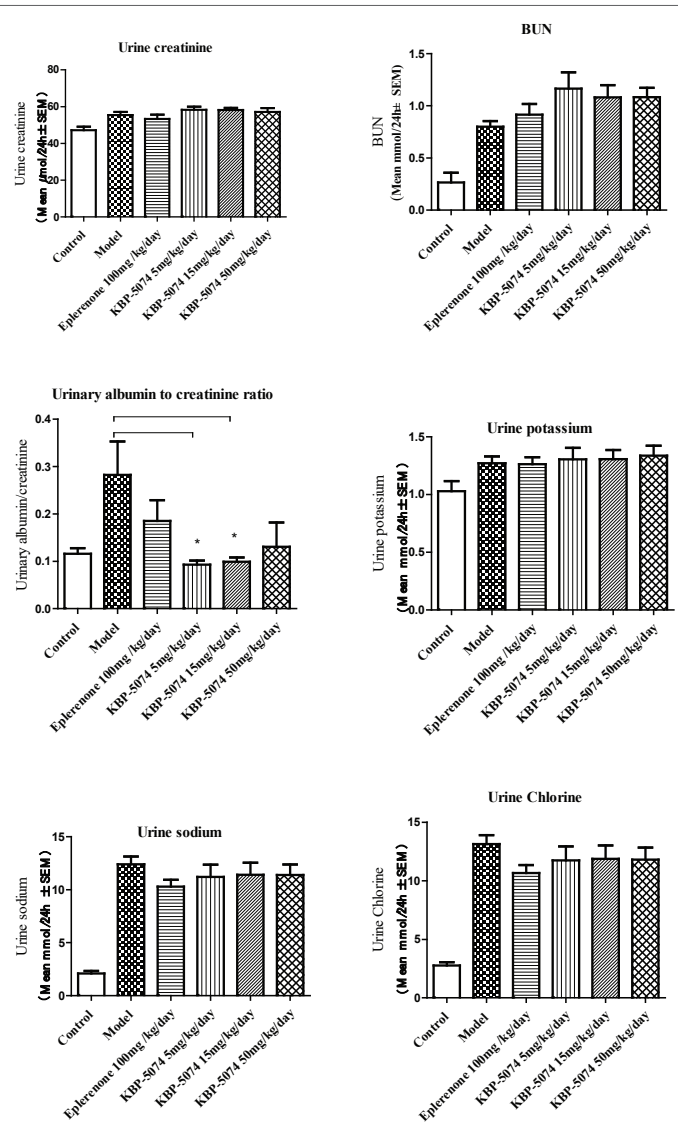 Urine creatinine
Urine creatinine
(Mean μmol/24h±SEM)
80
60
40
20
0
Control
Model
Eplerenone 100mg /kg/day
KBP-5074 5mg/kg/day
KBP-5074 15mg/kg/day
KBP-5074 50mg/kg/day
BUN
BUN
(Mean mmol/24h± SEM)
1.5
1.0
0.5
0.0
Control
Model
Eplerenone 100mg /kg/day
KBP-5074 5mg/kg/day
KBP-5074 15mg/kg/day
KBP-5074 50mg/kg/day
Urinary albumin to creatinine ratio
Urinary albumin/creatinine
0.4
0.3
0.2
0.1
0.0
* *
Control
Model
Eplerenone 100mg /kg/day
KBP-5074 5mg/kg/day
KBP-5074 15mg/kg/day
KBP-5074 50mg/kg/day
Urine potassium
Urine potassium
(Mean mmol/24h ±SEM)
1.5
1.0
0.5
0.0
Control
Model
Eplerenone 100mg /kg/day
KBP-5074 5mg/kg/day
KBP-5074 15mg/kg/day
KBP-5074 50mg/kg/day
Urine sodium
Urine sodium
(Mean mmol/24h ±SEM)
15
10
5
0
Control
Model
Eplerenone 100mg /kg/day
KBP-5074 5mg/kg/day
KBP-5074 15mg/kg/day
KBP-5074 50mg/kg/day
Urine Chlorine
Urine Chlorine
(Mean mmol/24h ±SEM)
15
10
5
0
Control
Model
Eplerenone 100mg /kg/day
KBP-5074 5mg/kg/day
KBP-5074 15mg/kg/day
KBP-5074 50mg/kg/day